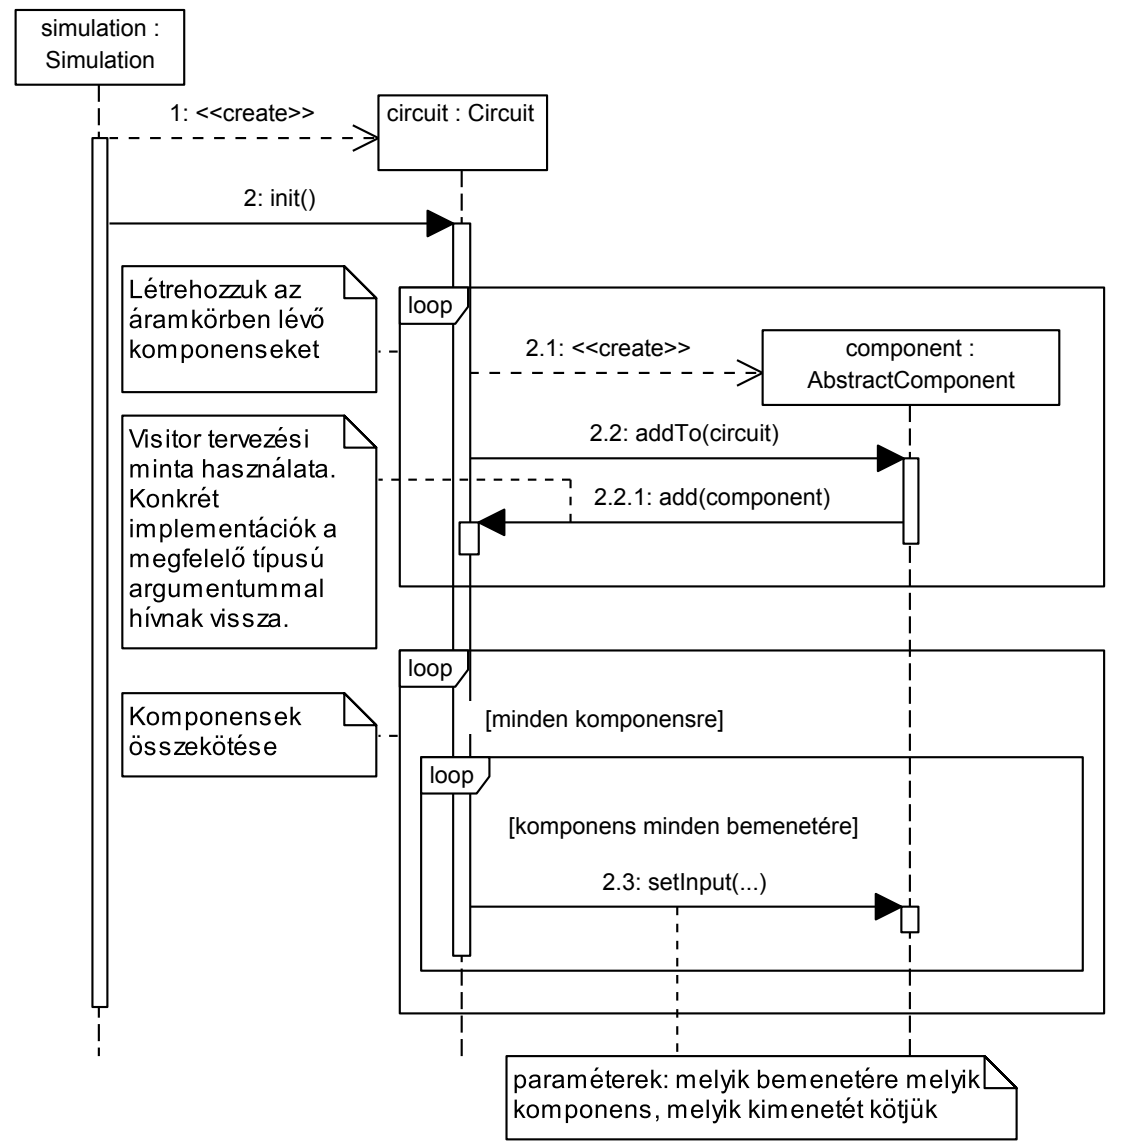 simulation :
Simulation
1: <<create>>
circuit : Circuit
2: init()
Létrehozzuk az
áramkörben lévő
komponenseket
loop
2.1: <<create>>
component :
AbstractComponent
Visitor tervezési
minta használata.
Konkrét
implementációk a
megfelelő típusú
argumentummal
hívnak vissza.
2.2: addTo(circuit)
2.2.1: add(component)
loop
Komponensek
összekötése
[minden komponensre]
loop
[komponens minden bemenetére]
2.3: setInput(...)
paraméterek: melyik bemenetére melyik
komponens, melyik kimenetét kötjük